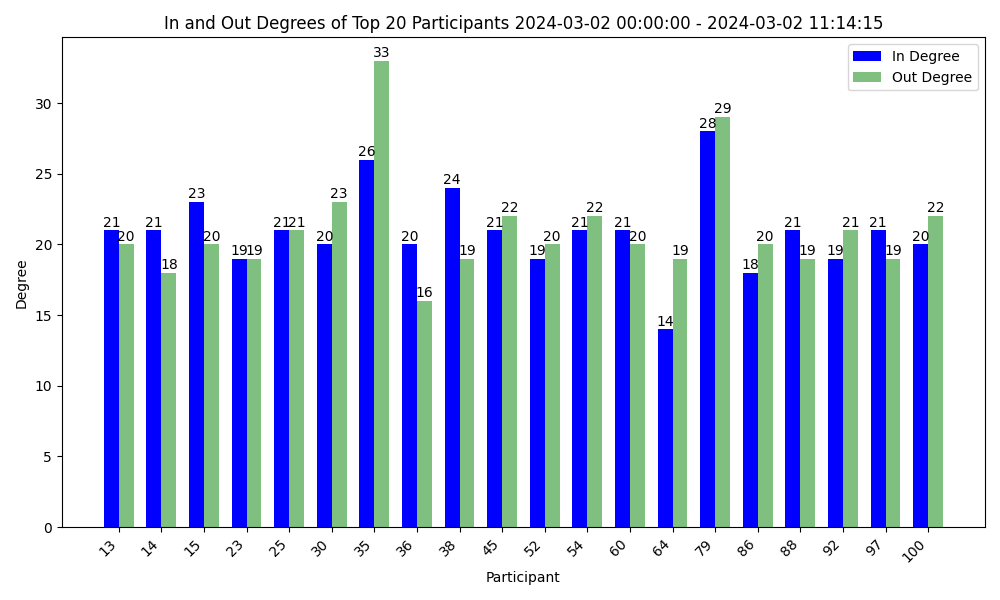 In and Out Degrees of Top 20 Participants 2024-03-02 00:00:00 - 2024-03-02 11:14:15
In Degree
Out Degree
Degree
30
25
20
15
10
5
0
21 20 21 18 23 20 19 19 21 21 20 23 26 33 20 16 24 19 21 22 19 20 21 22 21 20 14 19 28 29 18 20 21 19 19 21 21 19 20 22
13 14 15 23 25 30 35 36 38 45 52 54 60 64 79 86 88 92 97 100
Participant